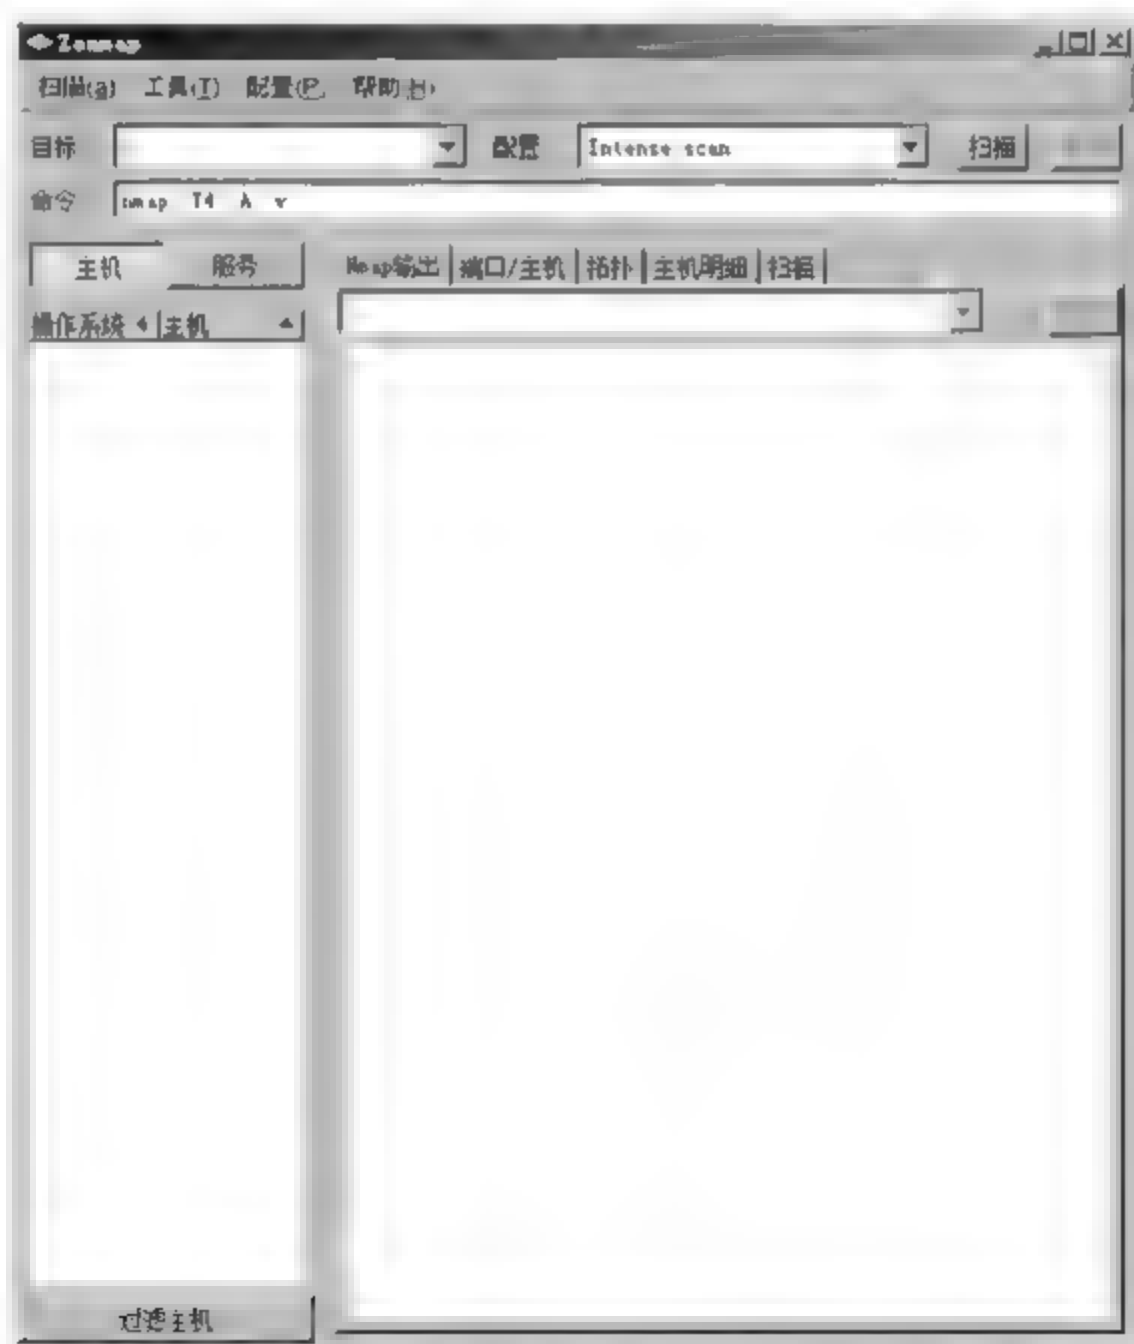 Zenmap
扫描(a) 工具(T) 配置(P) 帮助(H)
目标 配置 Intense scan 扫描
命令 nmap T4 A v
主机 服务 Nmap输出 端口/主机 拓扑 主机明细 扫描
操作系统 主机
过滤主机